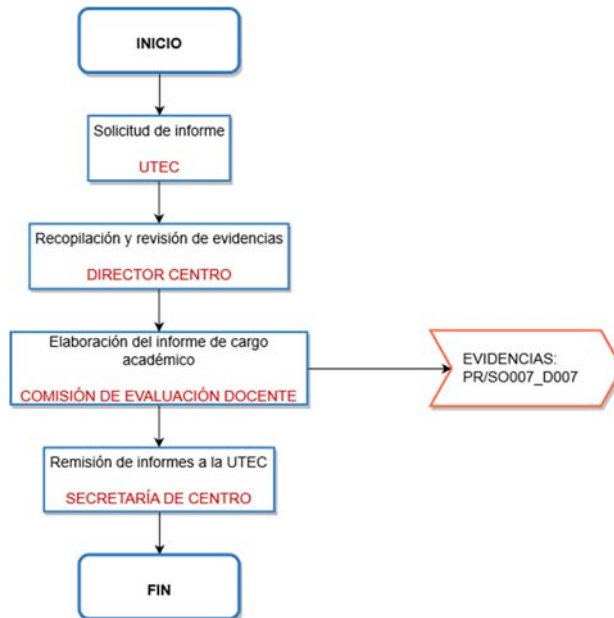 INICIO
Solicitud de informe
UTEC
Recopilación y revisión de evidencias
DIRECTOR CENTRO
Elaboración del informe de cargo
académico
COMISIÓN DE EVALUACIÓN DOCENTE
EVIDENCIAS:
PR/SO007_D007
Remisión de informes a la UTEC
SECRETARÍA DE CENTRO
FIN